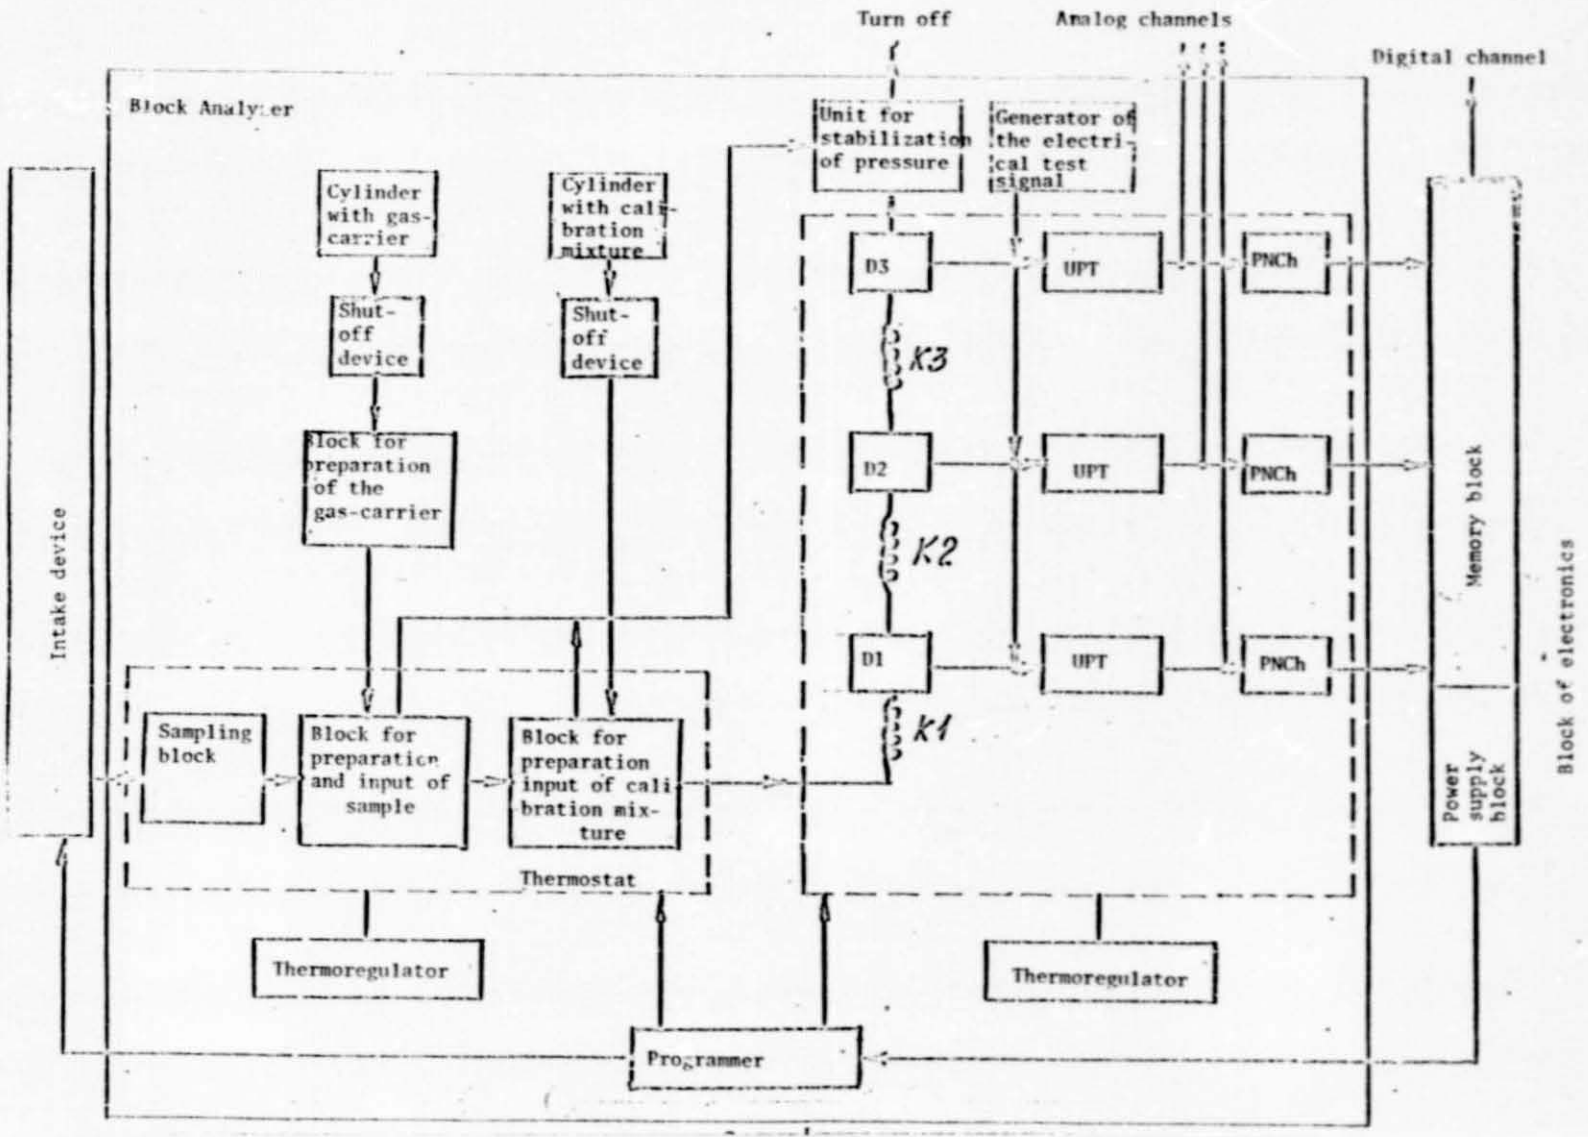 Turn off
Analog channels
Digital channel
Block Analyzer
Unit for
stabilization
of pressure
Generator of
the electri-
cal test
signal
Cylinder
with gas-
carrier
Cylinder
with cali-
bration
mixture
Shut-
off
device
Shut-
off
device
Block for
preparation
of the
gas-carrier
D3
UPT
PNCh
K3
D2
UPT
PNCh
K2
D1
UPT
PNCh
K1
Intake device
Memory block
Power
supply
block
Block of electronics
Sampling
block
Block for
preparation
and input of
sample
Block for
preparation
input of cali
bration mix-
ture
Thermostat
Thermoregulator
Thermoregulator
Programmer